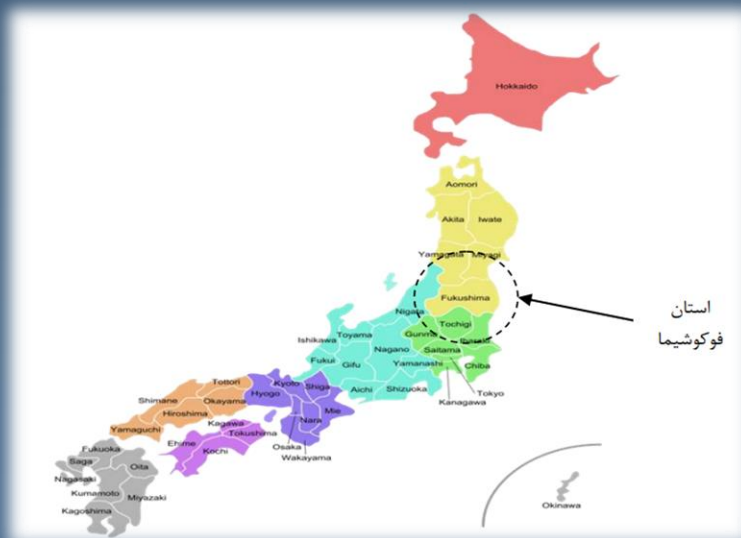 Hokkaido
Aomori
Akita
Iwate
Yamagata
Miyagi
Fukushima
Nigata
Tochigi
Gunma
Ishikawa
Toyama
Nagano
Saitama
Fukui
Gifu
Yamanashi
Chiba
Tokyo
Kanagawa
Aichi
Shizuoka
استان
فوکوشیما
Tottori
Kyoto
Shiga
Shimane
Okayama
Hyogo
Hiroshima
Mie
Nara
Yamaguchi
Kagawa
Tokushima
Osaka
Wakayama
Ehime
Kochi
Fukuoka
Saga
Oita
Nagasaki
Kumamoto
Miyazaki
Kagoshima
Okinawa